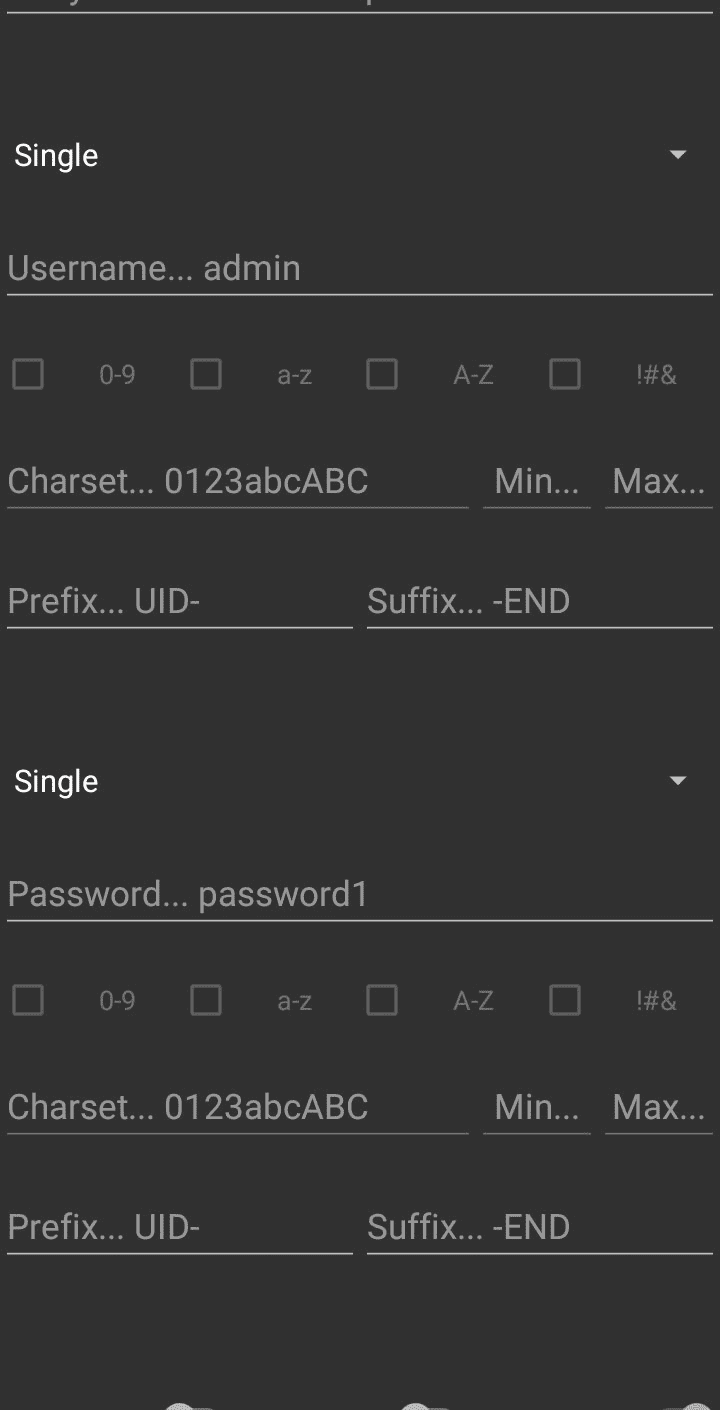 Single
Username... admin
0-9 a-z A-Z !#&
Charset... 0123abcABC Min... Max...
Prefix... UID- Suffix... -END
Single
Password... password1
0-9 a-z A-Z !#&
Charset... 0123abcABC Min... Max...
Prefix... UID- Suffix... -END